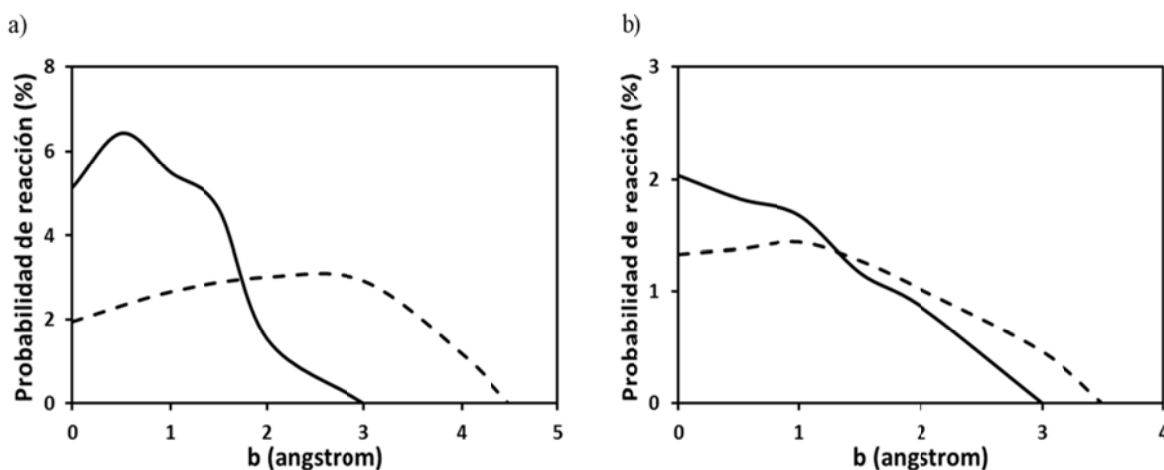 a)
Probabilidad de reacción (%)
8
6
4
2
0
0 1 2 3 4 5
b (angstrom)
b)
Probabilidad de reacción (%)
3
2
1
0
0 1 2 3 4
b (angstrom)